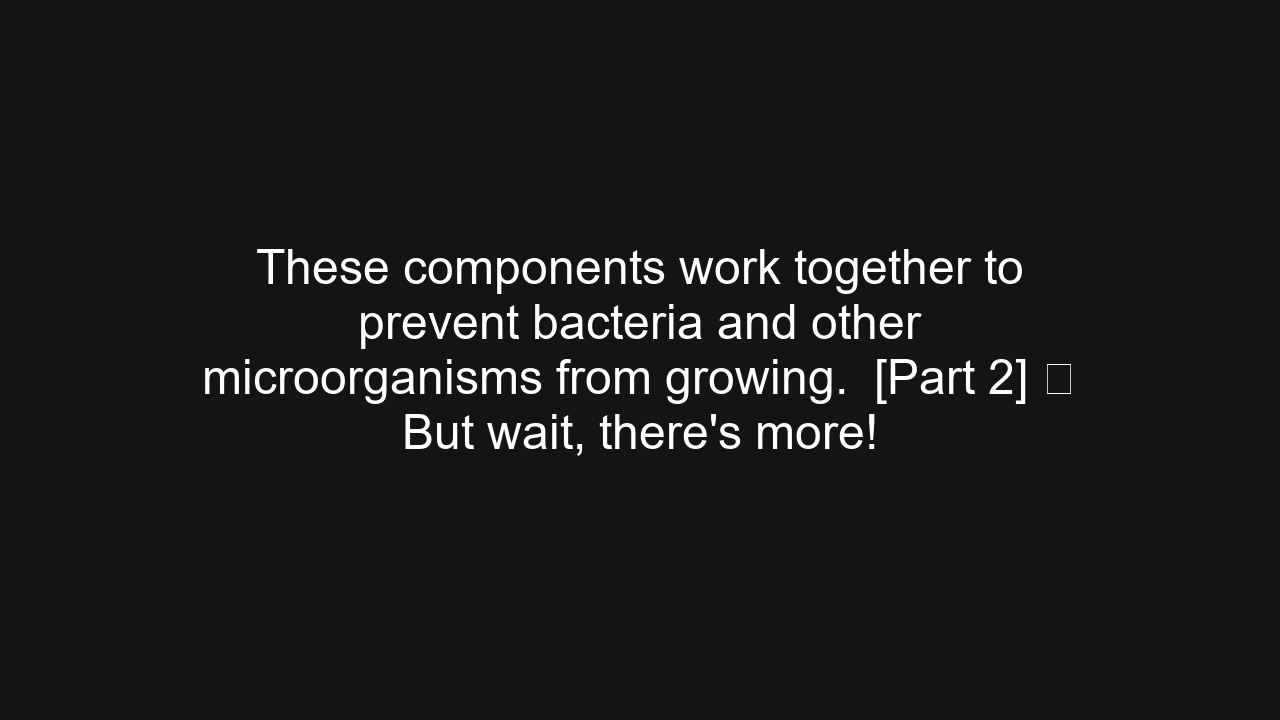 These components work together to
prevent bacteria and other
microorganisms from growing.  [Part 2] □
But wait, there's more!